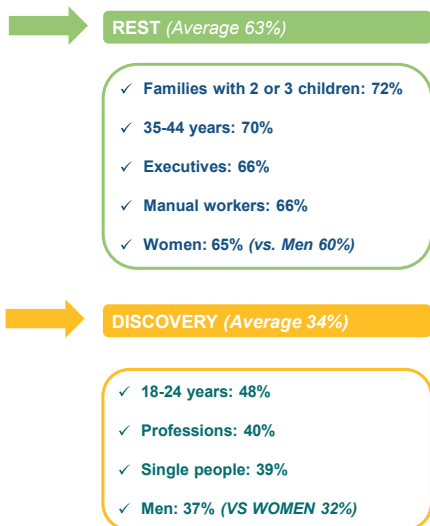 REST (Average 63%)
✓ Families with 2 or 3 children: 72%
✓ 35-44 years: 70%
✓ Executives: 66%
✓ Manual workers: 66%
✓ Women: 65% (vs. Men 60%)
DISCOVERY (Average 34%)
✓ 18-24 years: 48%
✓ Professions: 40%
✓ Single people: 39%
✓ Men: 37% (VS WOMEN 32%)